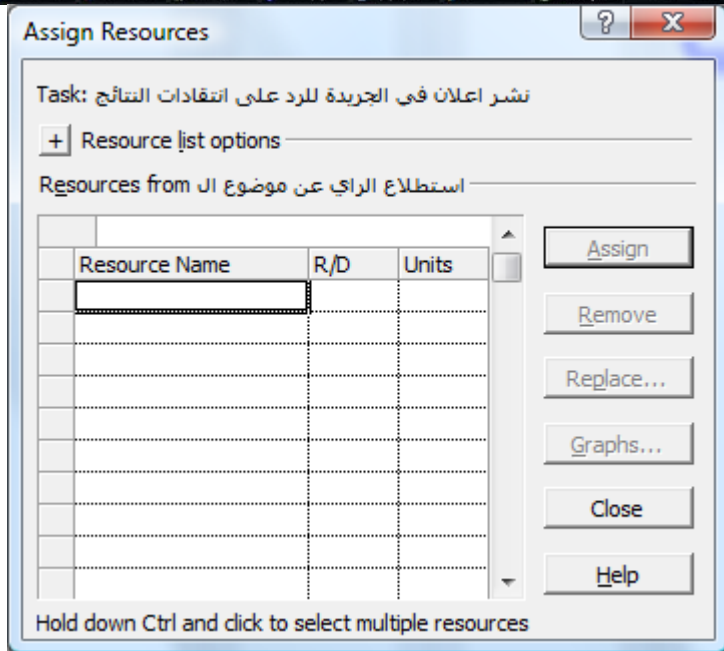 Assign Resources
Task: نشر اعلان في الجريدة للرد على انتقادات النتائج
+ Resource list options
Resources from استطلاع الراي عن موضوع ال
Resource Name R/D Units
Assign
Remove
Replace...
Graphs...
Close
Help
Hold down Ctrl and click to select multiple resources